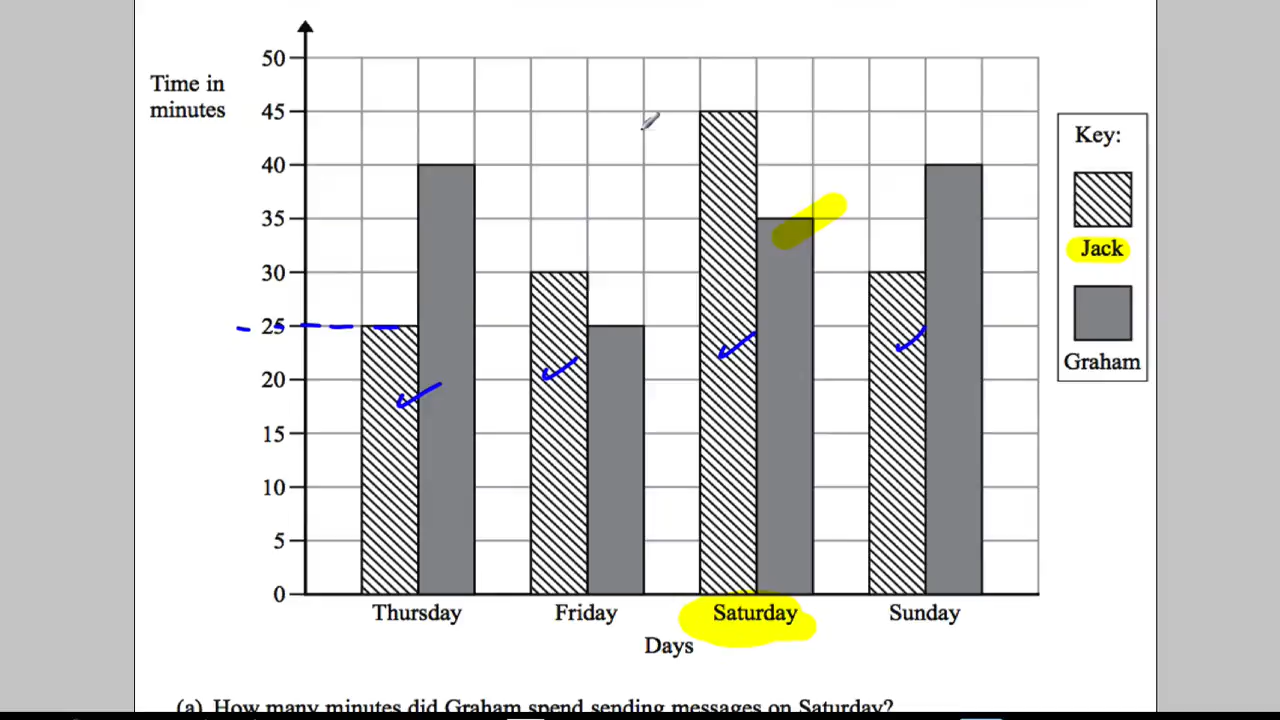 50
Time in
minutes
45
40
35
30
25
20
15
10
5
0
Thursday Friday Saturday Sunday
Days
Key:
Jack
Graham
(a) How many minutes did Graham spend sending messages on Saturday?